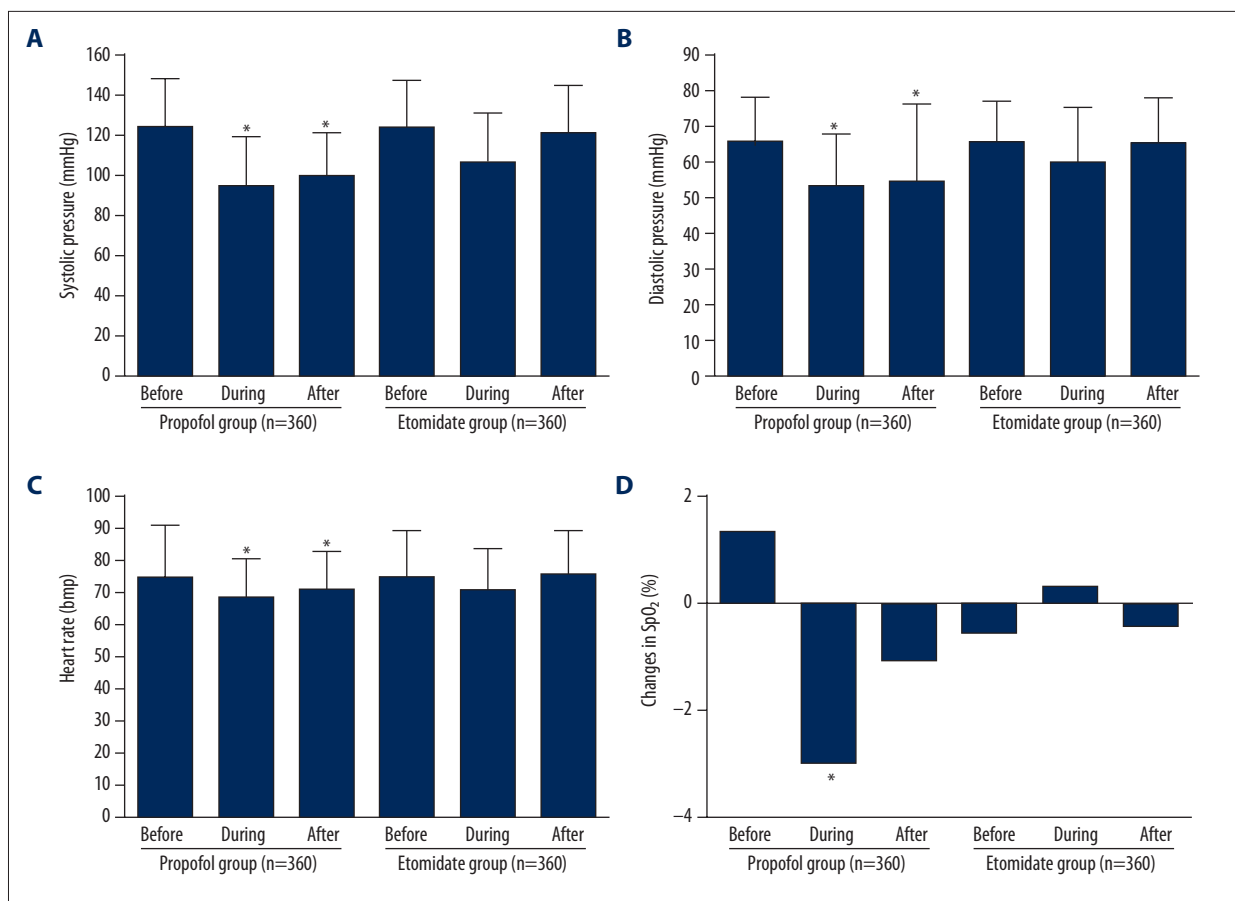 A
Systolic pressure (mmHg)
160
140
120
100
80
60
40
20
0
*
*
Before During After Before During After
Propofol group (n=360) Etomidate group (n=360)
B
Diastolic pressure (mmHg)
90
80
70
60
50
40
30
20
10
0
*
*
Before During After Before During After
Propofol group (n=360) Etomidate group (n=360)
C
Heart rate (bmp)
100
90
80
70
60
50
40
30
20
10
0
*
*
Before During After Before During After
Propofol group (n=360) Etomidate group (n=360)
D
Changes in SpO₂ (%)
2
0
−2
−4
*
Before During After Before During After
Propofol group (n=360) Etomidate group (n=360)